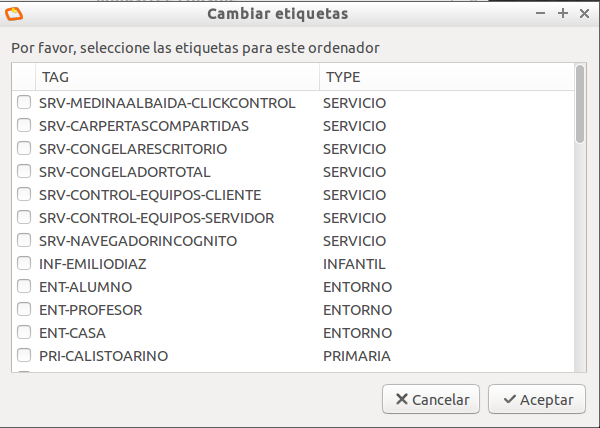 Cambiar etiquetas
Por favor, seleccione las etiquetas para este ordenador
TAG TYPE
SRV-MEDINAALBAIDA-CLICKCONTROL SERVICIO
SRV-CARPERTASCOMPARTIDAS SERVICIO
SRV-CONGELARESCRITORIO SERVICIO
SRV-CONGELADORTOTAL SERVICIO
SRV-CONTROL-EQUIPOS-CLIENTE SERVICIO
SRV-CONTROL-EQUIPOS-SERVIDOR SERVICIO
SRV-NAVEGADORINCOGNITO SERVICIO
INF-EMILIODIAZ INFANTIL
ENT-ALUMNO ENTORNO
ENT-PROFESOR ENTORNO
ENT-CASA ENTORNO
PRI-CALISTOARINO PRIMARIA
Cancelar Aceptar